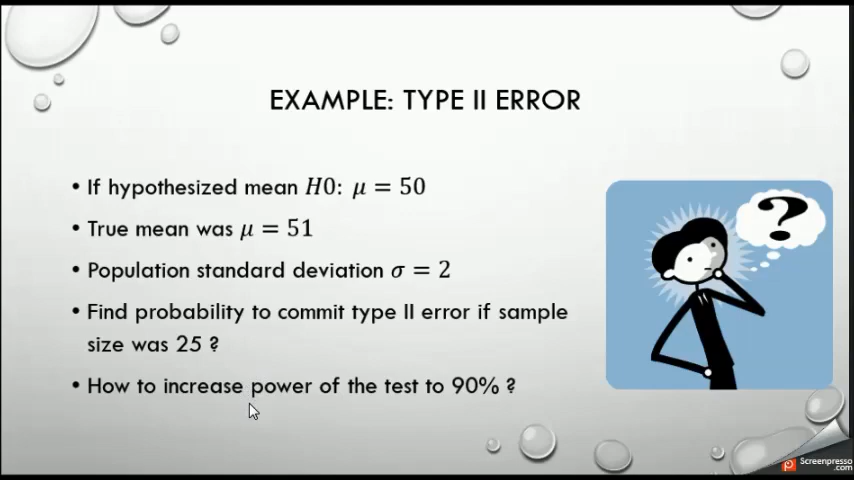 EXAMPLE: TYPE II ERROR
• If hypothesized mean H0: μ = 50
• True mean was μ = 51
• Population standard deviation σ = 2
• Find probability to commit type II error if sample
size was 25 ?
• How to increase power of the test to 90% ?
?
Screenpresso
.com